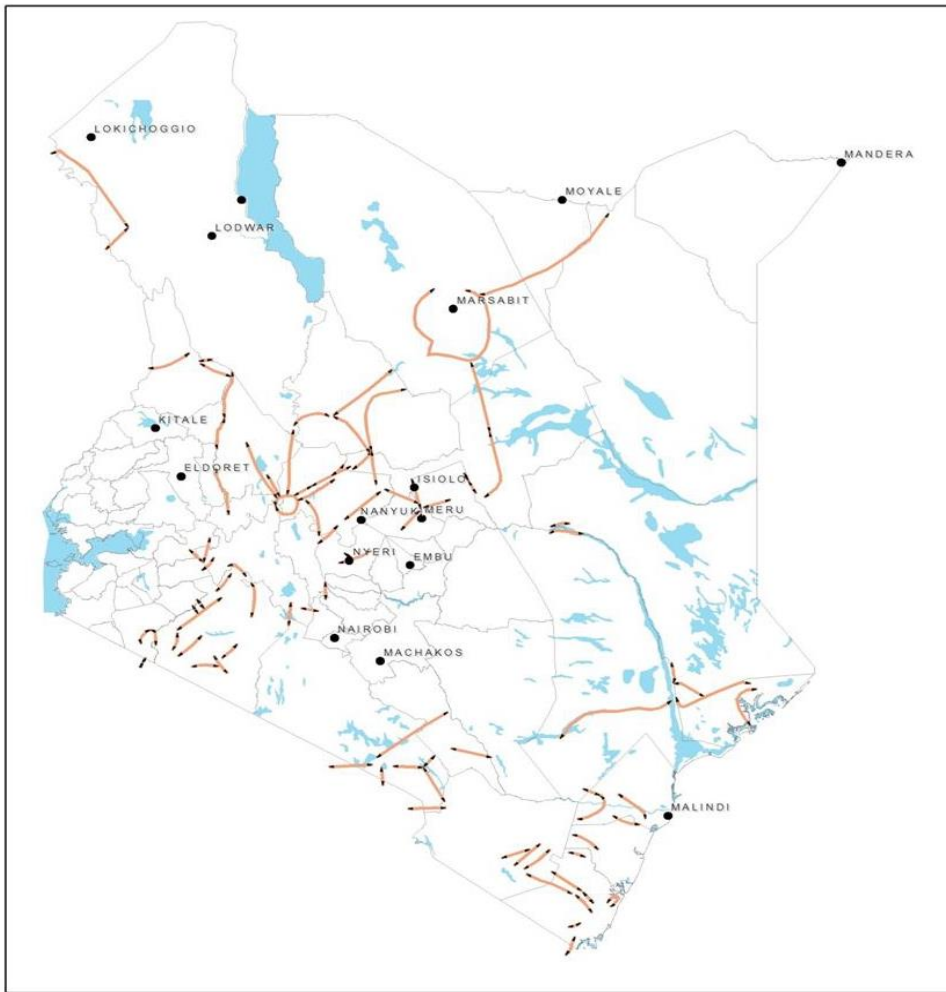 LOKICHOGGIO
MANDERA
MOYALE
LODWAR
MARSABIT
KITALE
ELDORET
ISIOLO
NANYUKI
MERU
NYERI
EMBU
NAIROBI
MACHAKOS
MALINDI